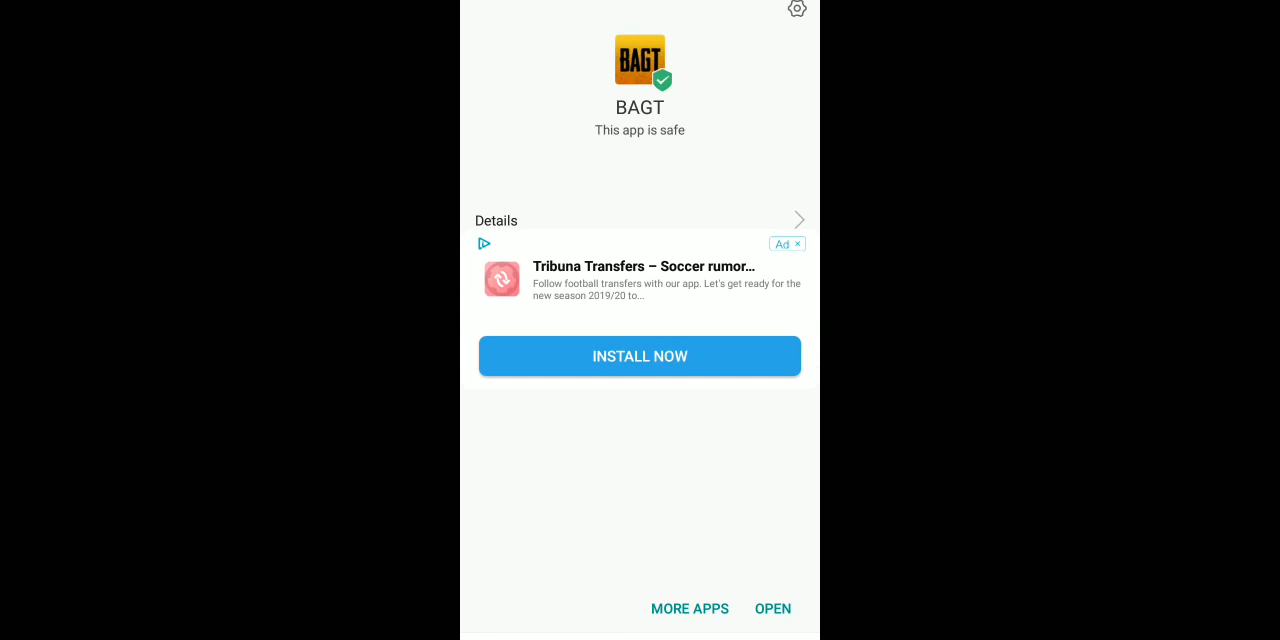 BAGT
BAGT
This app is safe
Details
Ad ×
Tribuna Transfers – Soccer rumor...
Follow football transfers with our app. Let's get ready for the
new season 2019/20 to...
INSTALL NOW
MORE APPS OPEN